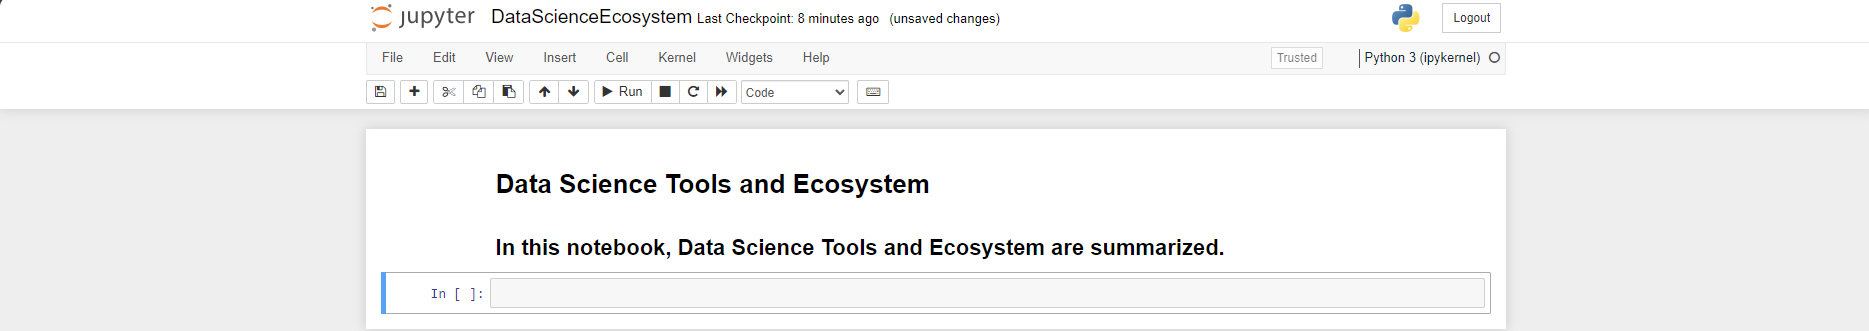 jupyter DataScienceEcosystem Last Checkpoint: 8 minutes ago (unsaved changes) Logout
File Edit View Insert Cell Kernel Widgets Help Trusted Python 3 (ipykernel)
Run Code
Data Science Tools and Ecosystem
In this notebook, Data Science Tools and Ecosystem are summarized.
In [ ]: